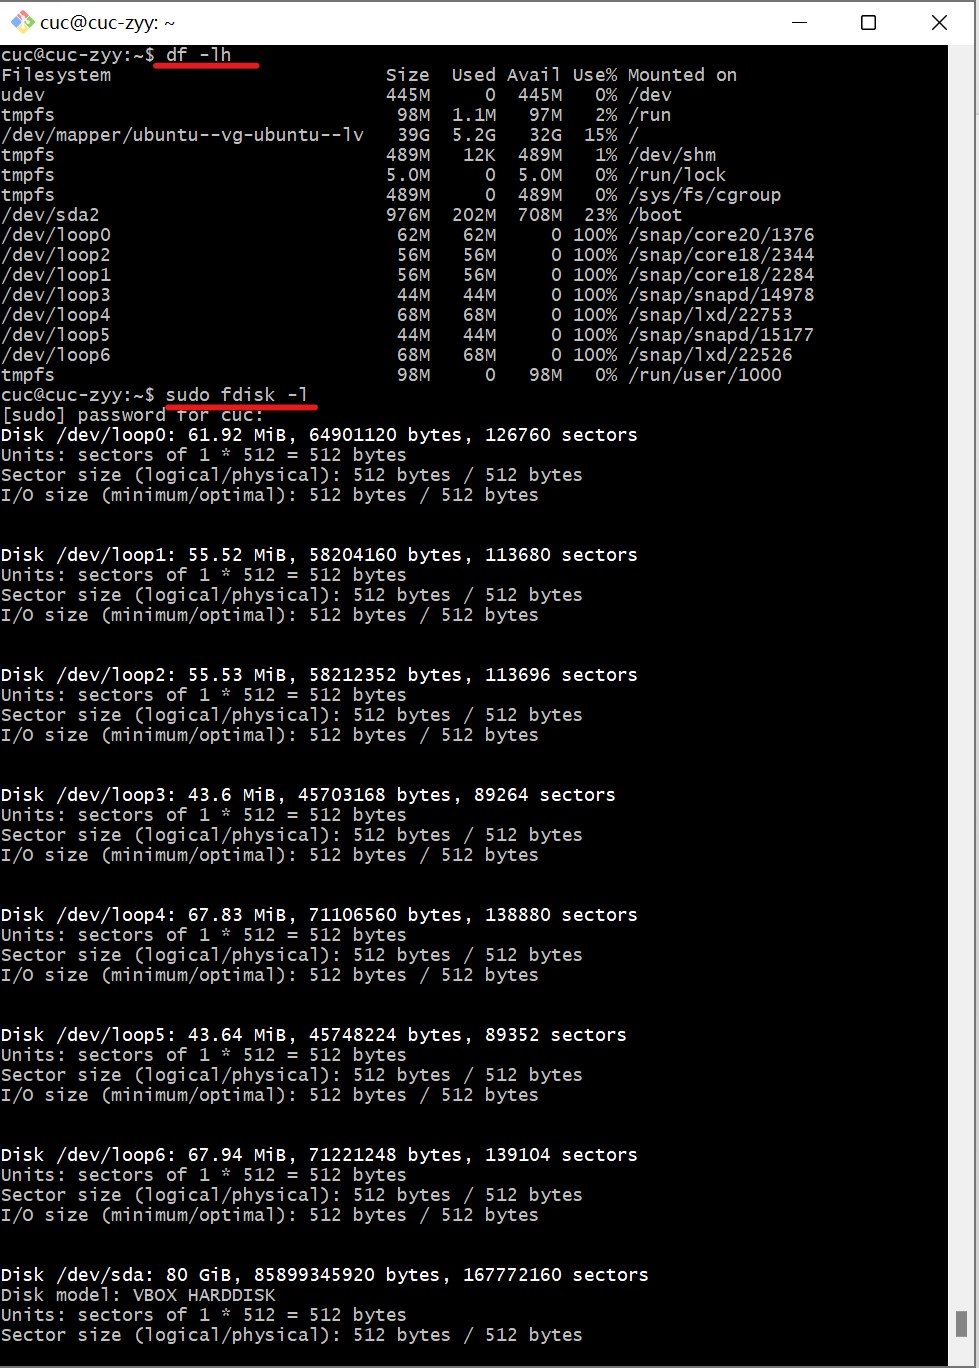 cuc@cuc-zyy: ~
cuc@cuc-zyy:~$ df -lh
Filesystem                         Size  Used Avail Use% Mounted on
udev                               445M     0  445M   0% /dev
tmpfs                               98M  1.1M   97M   2% /run
/dev/mapper/ubuntu--vg-ubuntu--lv   39G  5.2G   32G  15% /
tmpfs                              489M   12K  489M   1% /dev/shm
tmpfs                              5.0M     0  5.0M   0% /run/lock
tmpfs                              489M     0  489M   0% /sys/fs/cgroup
/dev/sda2                          976M  202M  708M  23% /boot
/dev/loop0                          62M   62M     0 100% /snap/core20/1376
/dev/loop2                          56M   56M     0 100% /snap/core18/2344
/dev/loop1                          56M   56M     0 100% /snap/core18/2284
/dev/loop3                          44M   44M     0 100% /snap/snapd/14978
/dev/loop4                          68M   68M     0 100% /snap/lxd/22753
/dev/loop5                          44M   44M     0 100% /snap/snapd/15177
/dev/loop6                          68M   68M     0 100% /snap/lxd/22526
tmpfs                               98M     0   98M   0% /run/user/1000
cuc@cuc-zyy:~$ sudo fdisk -l
[sudo] password for cuc:
Disk /dev/loop0: 61.92 MiB, 64901120 bytes, 126760 sectors
Units: sectors of 1 * 512 = 512 bytes
Sector size (logical/physical): 512 bytes / 512 bytes
I/O size (minimum/optimal): 512 bytes / 512 bytes
Disk /dev/loop1: 55.52 MiB, 58204160 bytes, 113680 sectors
Units: sectors of 1 * 512 = 512 bytes
Sector size (logical/physical): 512 bytes / 512 bytes
I/O size (minimum/optimal): 512 bytes / 512 bytes
Disk /dev/loop2: 55.53 MiB, 58212352 bytes, 113696 sectors
Units: sectors of 1 * 512 = 512 bytes
Sector size (logical/physical): 512 bytes / 512 bytes
I/O size (minimum/optimal): 512 bytes / 512 bytes
Disk /dev/loop3: 43.6 MiB, 45703168 bytes, 89264 sectors
Units: sectors of 1 * 512 = 512 bytes
Sector size (logical/physical): 512 bytes / 512 bytes
I/O size (minimum/optimal): 512 bytes / 512 bytes
Disk /dev/loop4: 67.83 MiB, 71106560 bytes, 138880 sectors
Units: sectors of 1 * 512 = 512 bytes
Sector size (logical/physical): 512 bytes / 512 bytes
I/O size (minimum/optimal): 512 bytes / 512 bytes
Disk /dev/loop5: 43.64 MiB, 45748224 bytes, 89352 sectors
Units: sectors of 1 * 512 = 512 bytes
Sector size (logical/physical): 512 bytes / 512 bytes
I/O size (minimum/optimal): 512 bytes / 512 bytes
Disk /dev/loop6: 67.94 MiB, 71221248 bytes, 139104 sectors
Units: sectors of 1 * 512 = 512 bytes
Sector size (logical/physical): 512 bytes / 512 bytes
I/O size (minimum/optimal): 512 bytes / 512 bytes
Disk /dev/sda: 80 GiB, 85899345920 bytes, 167772160 sectors
Disk model: VBOX HARDDISK
Units: sectors of 1 * 512 = 512 bytes
Sector size (logical/physical): 512 bytes / 512 bytes